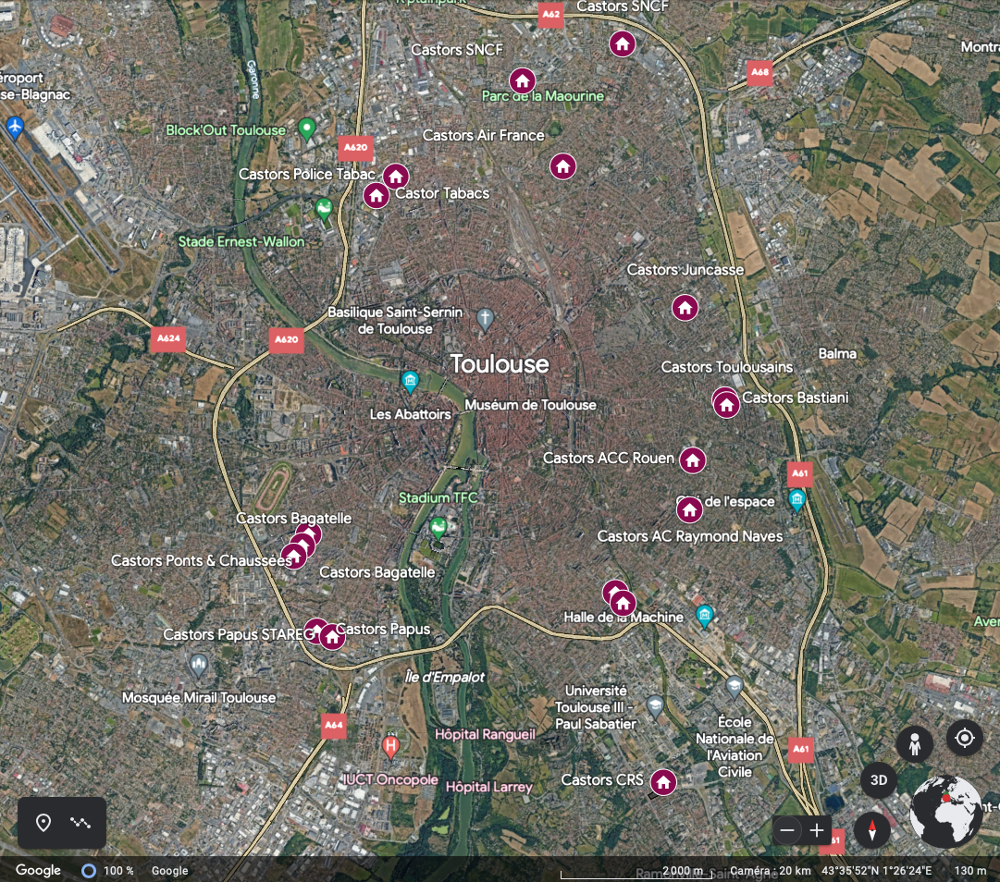 Castors SNCF
A62
Castors SNCF
Garonne
A68
Parc de la Maourine
Block'Out Toulouse
Castors Air France
A620
Castors Police Tabac
Castor Tabacs
Stade Ernest-Wallon
Castors Juncasse
Basilique Saint-Sernin
de Toulouse
A624
A620
Toulouse
Balma
Castors Toulousains
Castors Bastiani
Les Abattoirs
Muséum de Toulouse
Castors ACC Rouen
A61
Stadium TFC
de l'espace
Castors Bagatelle
Castors AC Raymond Naves
Castors Ponts & Chaussées
Castors Bagatelle
Halle de la Machine
Castors Papus STAREG
Castors Papus
Île d'Empalot
Mosquée Mirail Toulouse
Université
Toulouse III -
Paul Sabatier
A64
École
Nationale de
l'Aviation
Civile
Hôpital Rangueil
A61
IUCT Oncopole
Hôpital Larrey
Castors CRS
3D
Google
100 %
Google
2 000 m
Caméra : 20 km
43°35'52"N 1°26'24"E
130 m